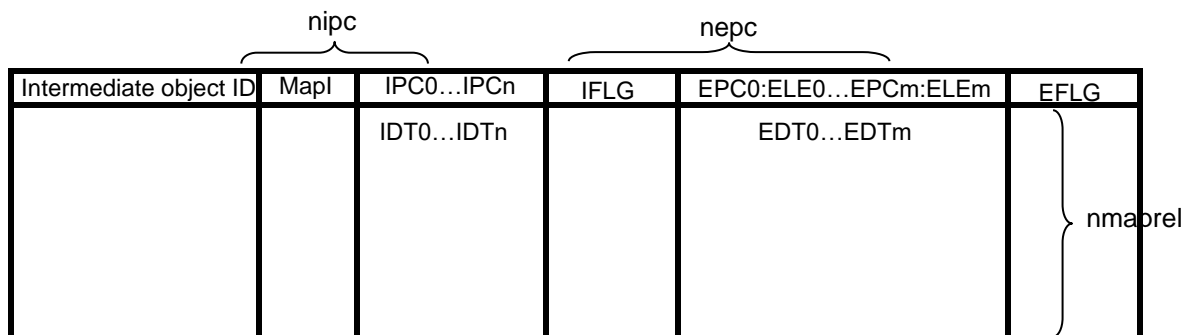 nipc
nepc
Intermediate object ID MapI IPC0…IPCn IFLG EPC0:ELE0…EPCm:ELEm EFLG
IDT0…IDTn EDT0…EDTm
nmaprel